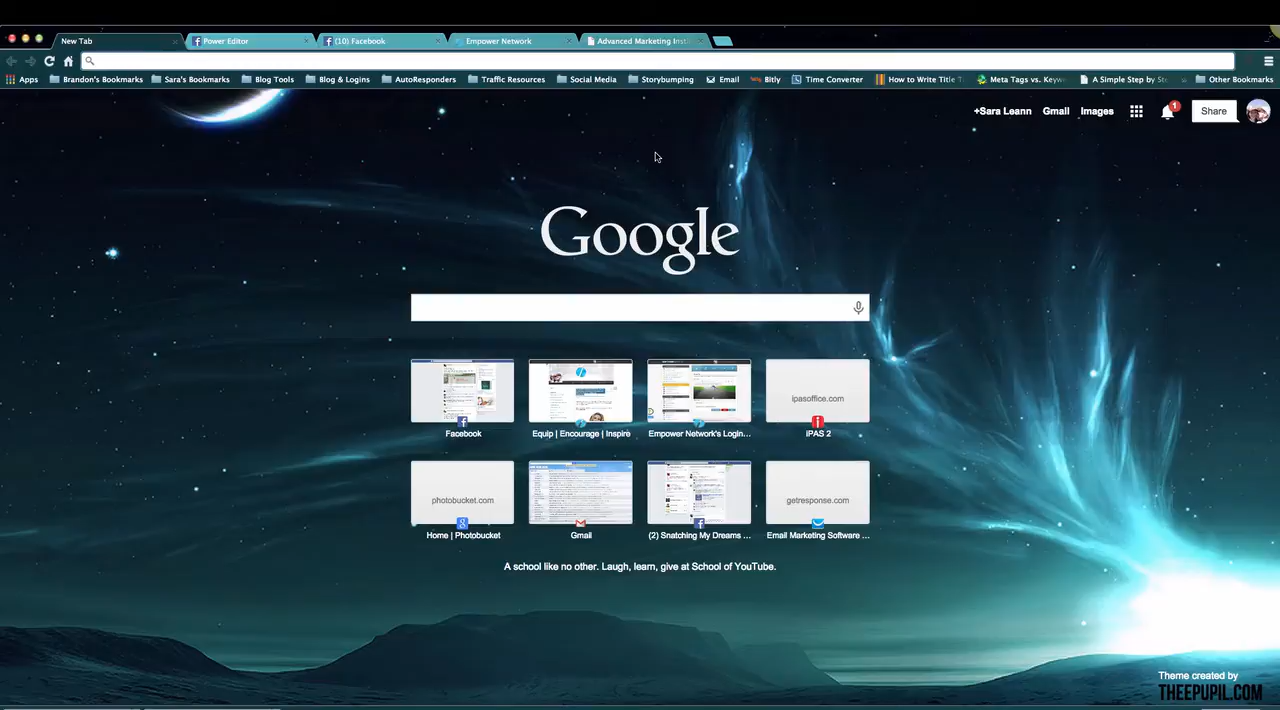 New Tab
Power Editor
(10) Facebook
Empower Network
Advanced Marketing Insti
Apps
Brandon's Bookmarks
Sara's Bookmarks
Blog Tools
Blog & Logins
AutoResponders
Traffic Resources
Social Media
Storybumping
Email
Bitly
Time Converter
How to Write Title T
Meta Tags vs. Keyw
A Simple Step by St
Other Bookmarks
+Sara Leann
Gmail
Images
1
Share
Google
ipasoffice.com
Facebook
Equip | Encourage | Inspire
Empower Network's Login...
iPAS 2
photobucket.com
getresponse.com
Home | Photobucket
Gmail
(2) Snatching My Dreams ...
Email Marketing Software ...
A school like no other. Laugh, learn, give at School of YouTube.
Theme created by
THEEPUPIL.COM